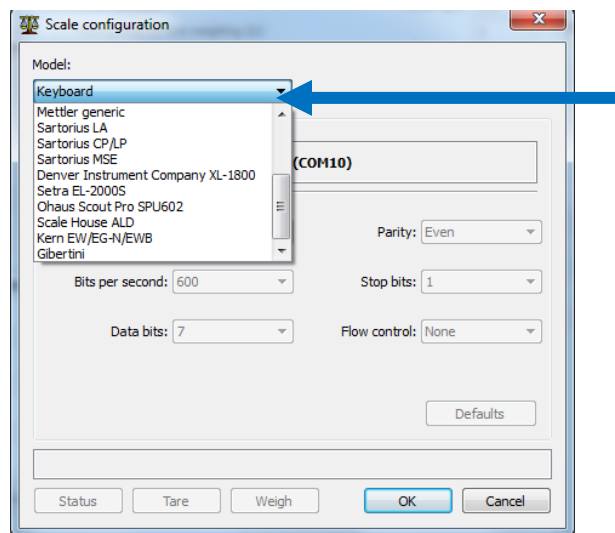 Scale configuration
Model:
Keyboard
Mettler generic
Sartorius LA
Sartorius CP/LP
Sartorius MSE
Denver Instrument Company XL-1800
(COM10)
Setra EL-2000S
Ohaus Scout Pro SPU602
Scale House ALD
Kern EW/EG-N/EWB
Gibertini
Parity: Even
Bits per second: 600
Stop bits: 1
Data bits: 7
Flow control: None
Defaults
Status
Tare
Weigh
OK
Cancel